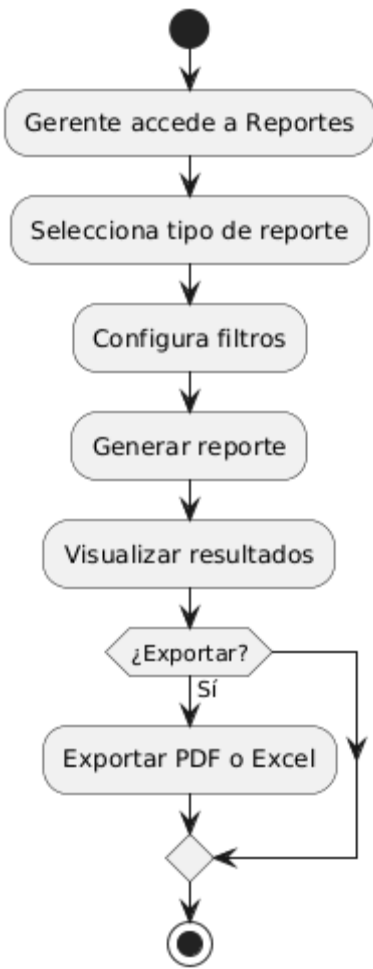 Gerente accede a Reportes
Selecciona tipo de reporte
Configura filtros
Generar reporte
Visualizar resultados
¿Exportar?
Sí
Exportar PDF o Excel